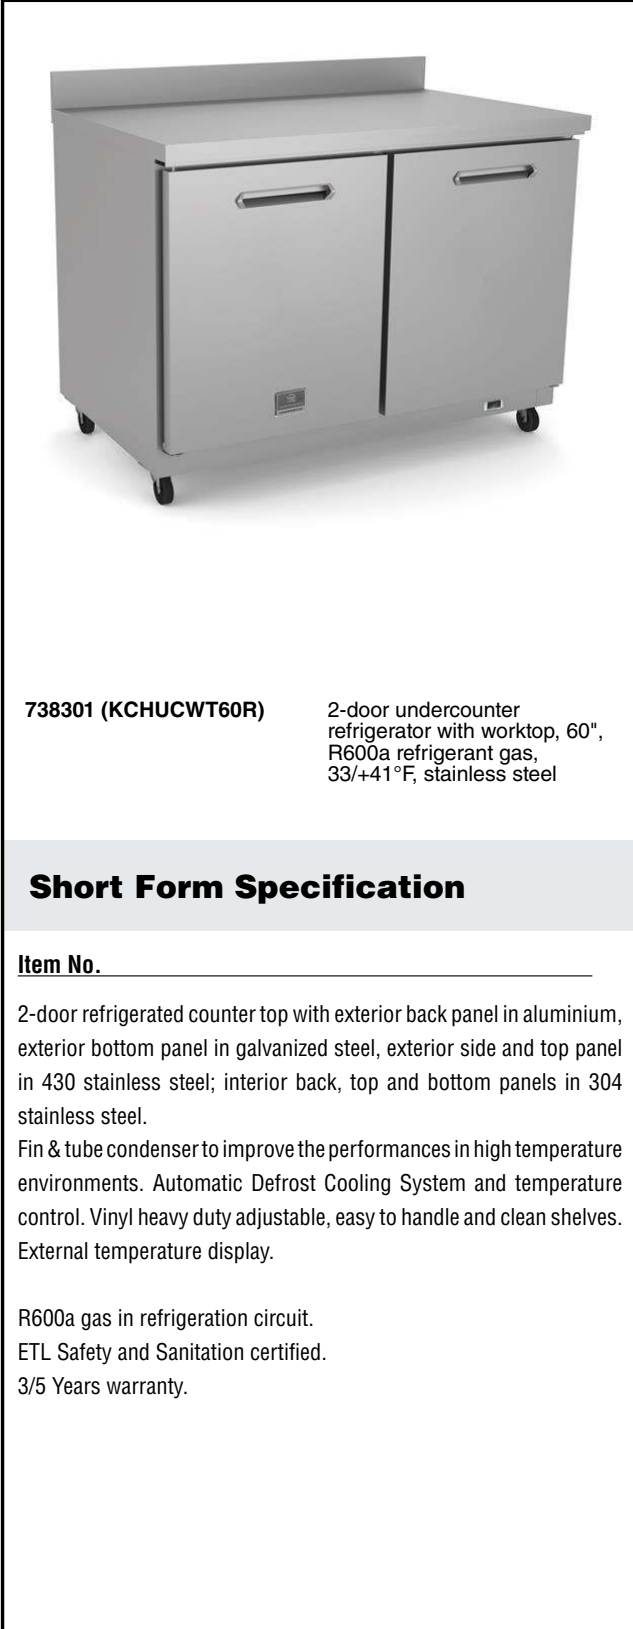 738301 (KCHUCWT60R)
2-door undercounter
refrigerator with worktop, 60",
R600a refrigerant gas,
33/+41°F, stainless steel
Short Form Specification
Item No.
2-door refrigerated counter top with exterior back panel in aluminium,
exterior bottom panel in galvanized steel, exterior side and top panel
in 430 stainless steel; interior back, top and bottom panels in 304
stainless steel.
Fin & tube condenser to improve the performances in high temperature
environments. Automatic Defrost Cooling System and temperature
control. Vinyl heavy duty adjustable, easy to handle and clean shelves.
External temperature display.
R600a gas in refrigeration circuit.
ETL Safety and Sanitation certified.
3/5 Years warranty.